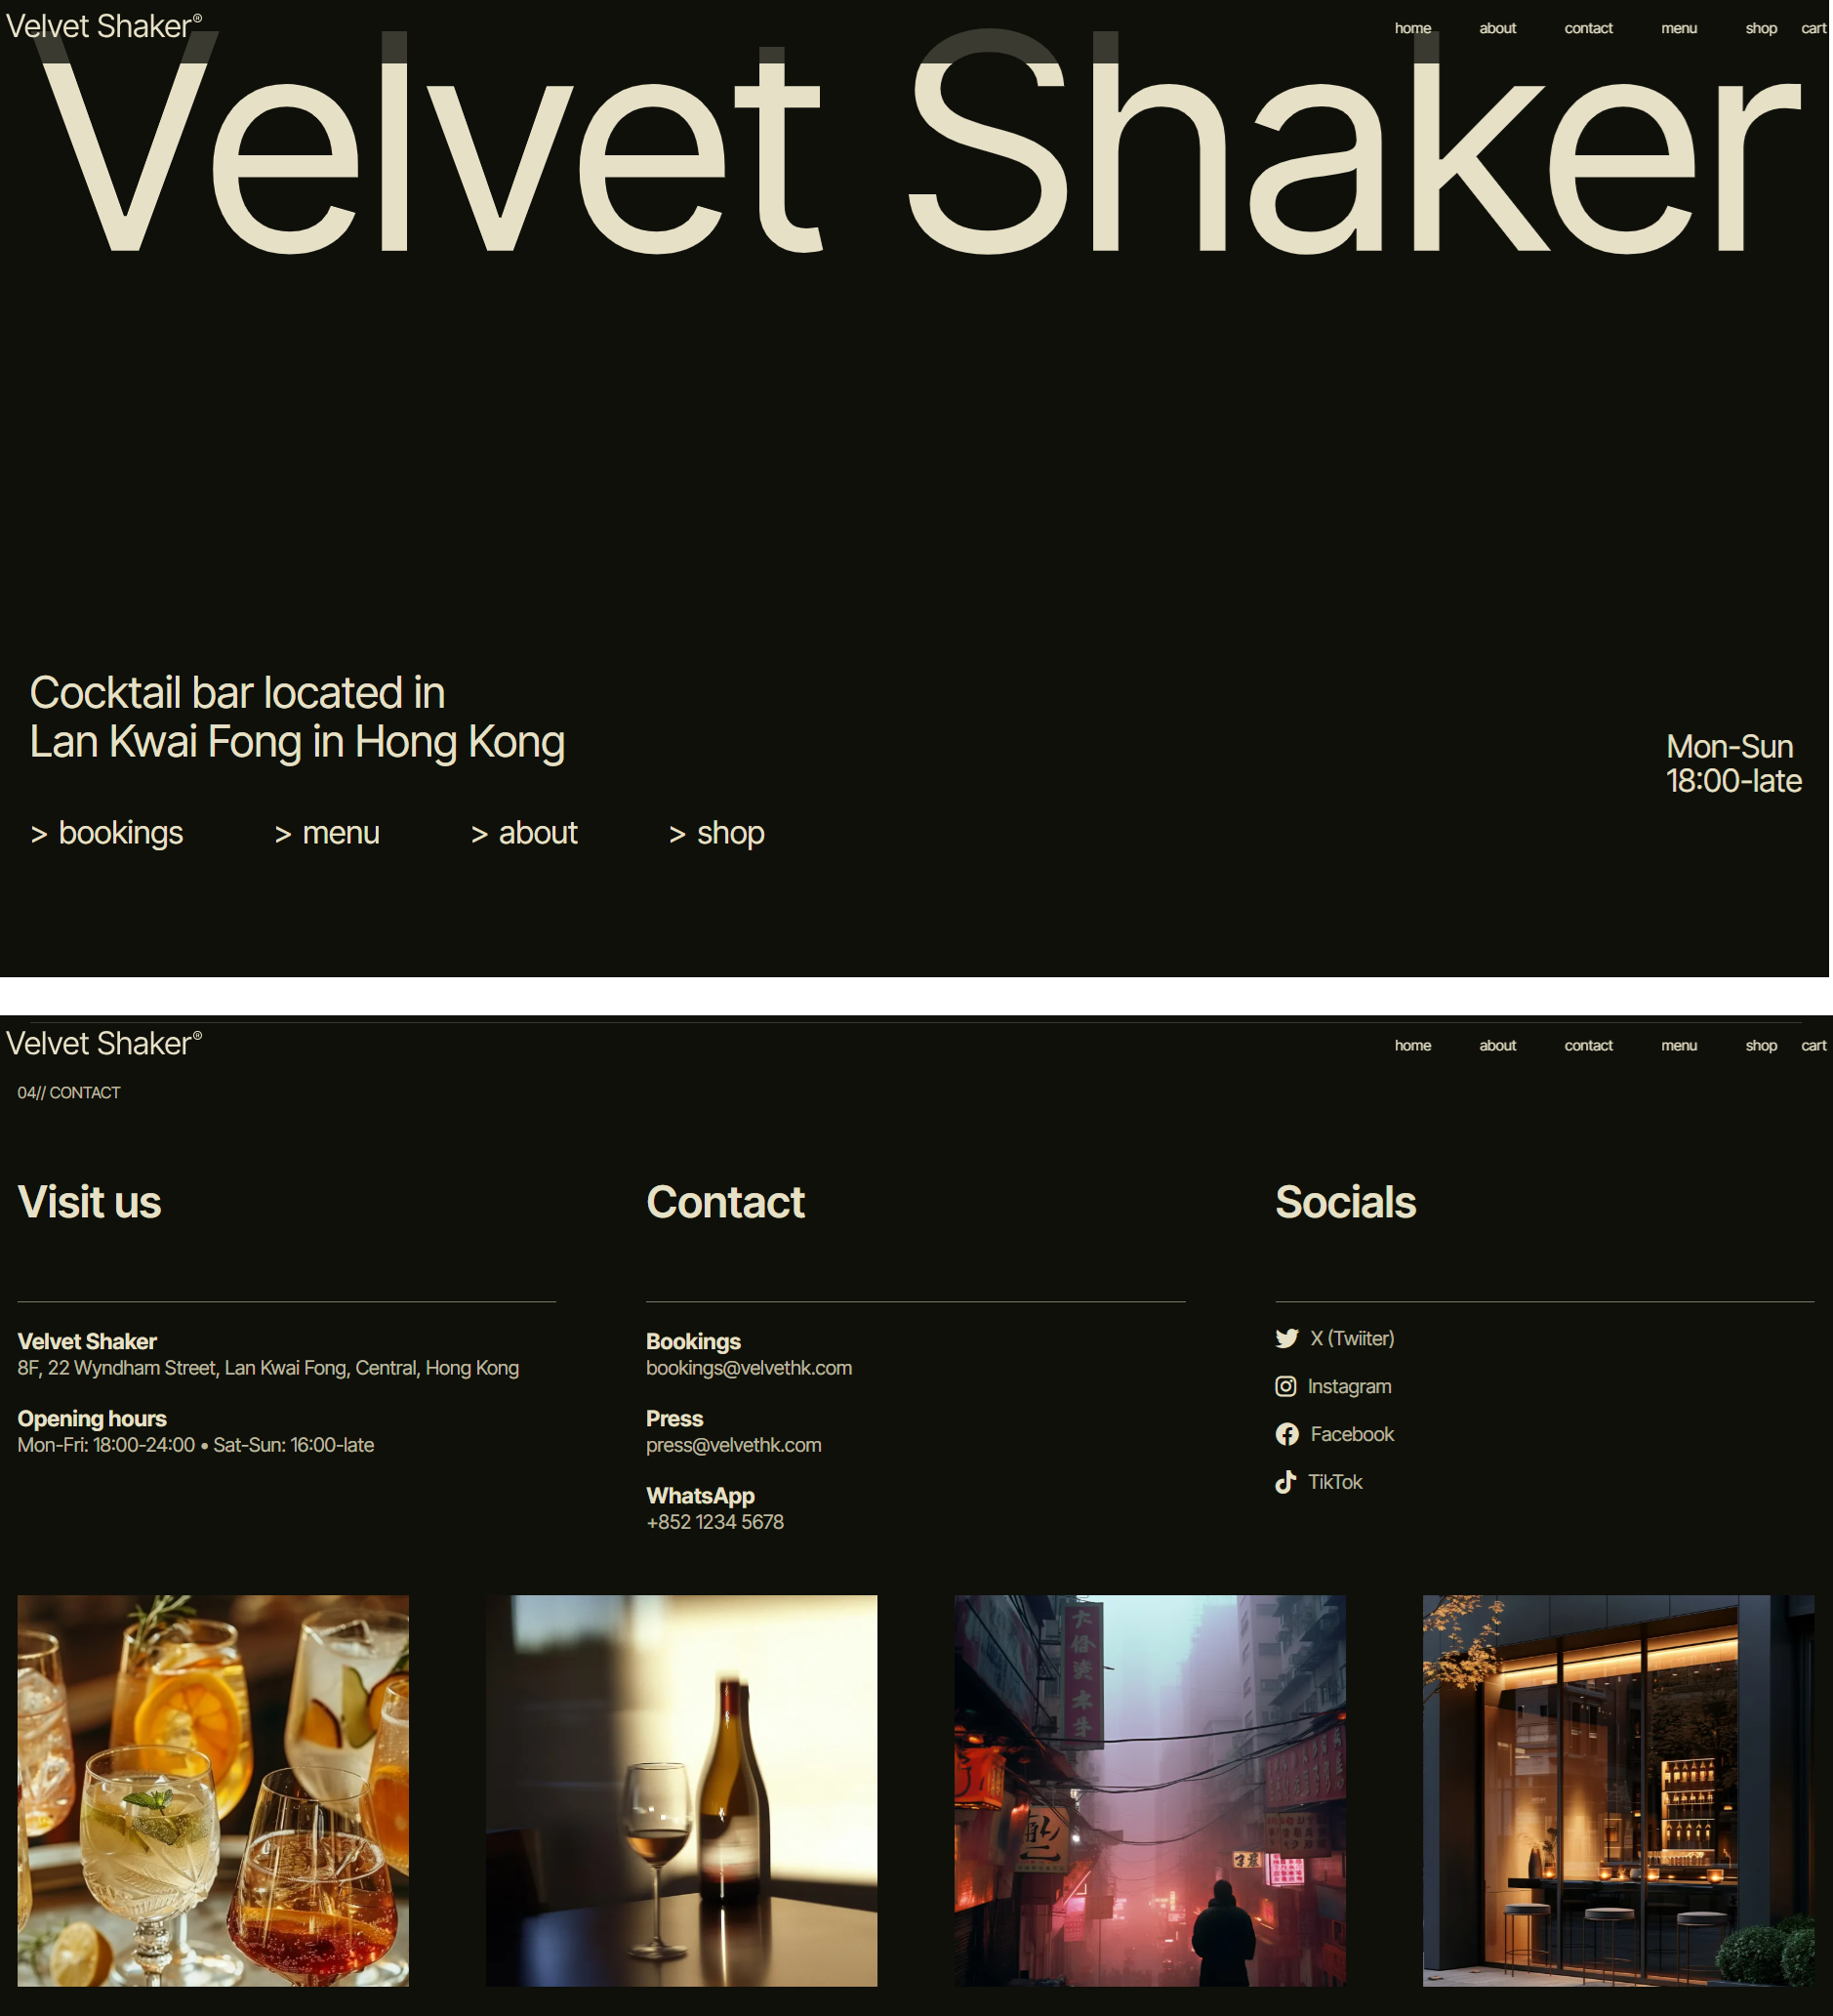 Velvet Shaker®
home about contact menu shop cart
Velvet Shaker
Cocktail bar located in
Lan Kwai Fong in Hong Kong
Mon-Sun
18:00-late
> bookings > menu > about > shop
Velvet Shaker®
home about contact menu shop cart
04// CONTACT
Visit us
Velvet Shaker
8F, 22 Wyndham Street, Lan Kwai Fong, Central, Hong Kong
Opening hours
Mon-Fri: 18:00-24:00 • Sat-Sun: 16:00-late
Contact
Bookings
bookings@velvethk.com
Press
press@velvethk.com
WhatsApp
+852 1234 5678
Socials
X (Twiiter)
Instagram
Facebook
TikTok